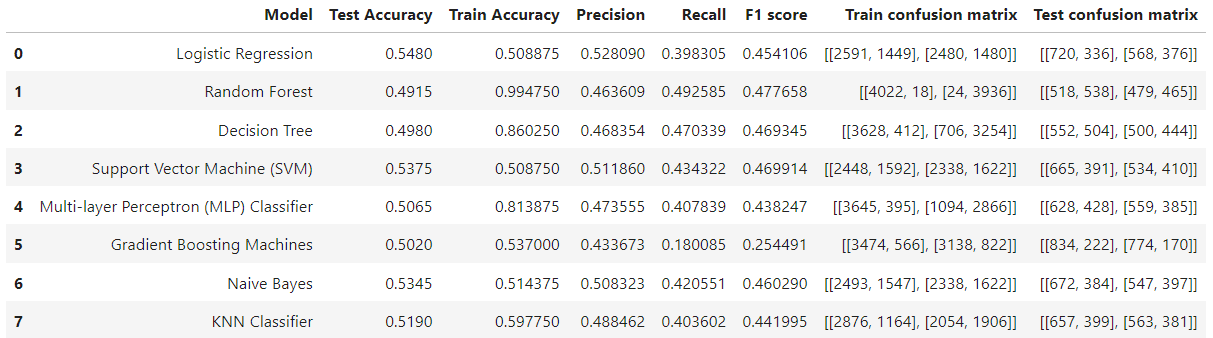 Model Test Accuracy Train Accuracy Precision Recall F1 score Train confusion matrix Test confusion matrix
0 Logistic Regression 0.5480 0.508875 0.528090 0.398305 0.454106 [[2591, 1449], [2480, 1480]] [[720, 336], [568, 376]]
1 Random Forest 0.4915 0.994750 0.463609 0.492585 0.477658 [[4022, 18], [24, 3936]] [[518, 538], [479, 465]]
2 Decision Tree 0.4980 0.860250 0.468354 0.470339 0.469345 [[3628, 412], [706, 3254]] [[552, 504], [500, 444]]
3 Support Vector Machine (SVM) 0.5375 0.508750 0.511860 0.434322 0.469914 [[2448, 1592], [2338, 1622]] [[665, 391], [534, 410]]
4 Multi-layer Perceptron (MLP) Classifier 0.5065 0.813875 0.473555 0.407839 0.438247 [[3645, 395], [1094, 2866]] [[628, 428], [559, 385]]
5 Gradient Boosting Machines 0.5020 0.537000 0.433673 0.180085 0.254491 [[3474, 566], [3138, 822]] [[834, 222], [774, 170]]
6 Naive Bayes 0.5345 0.514375 0.508323 0.420551 0.460290 [[2493, 1547], [2338, 1622]] [[672, 384], [547, 397]]
7 KNN Classifier 0.5190 0.597750 0.488462 0.403602 0.441995 [[2876, 1164], [2054, 1906]] [[657, 399], [563, 381]]